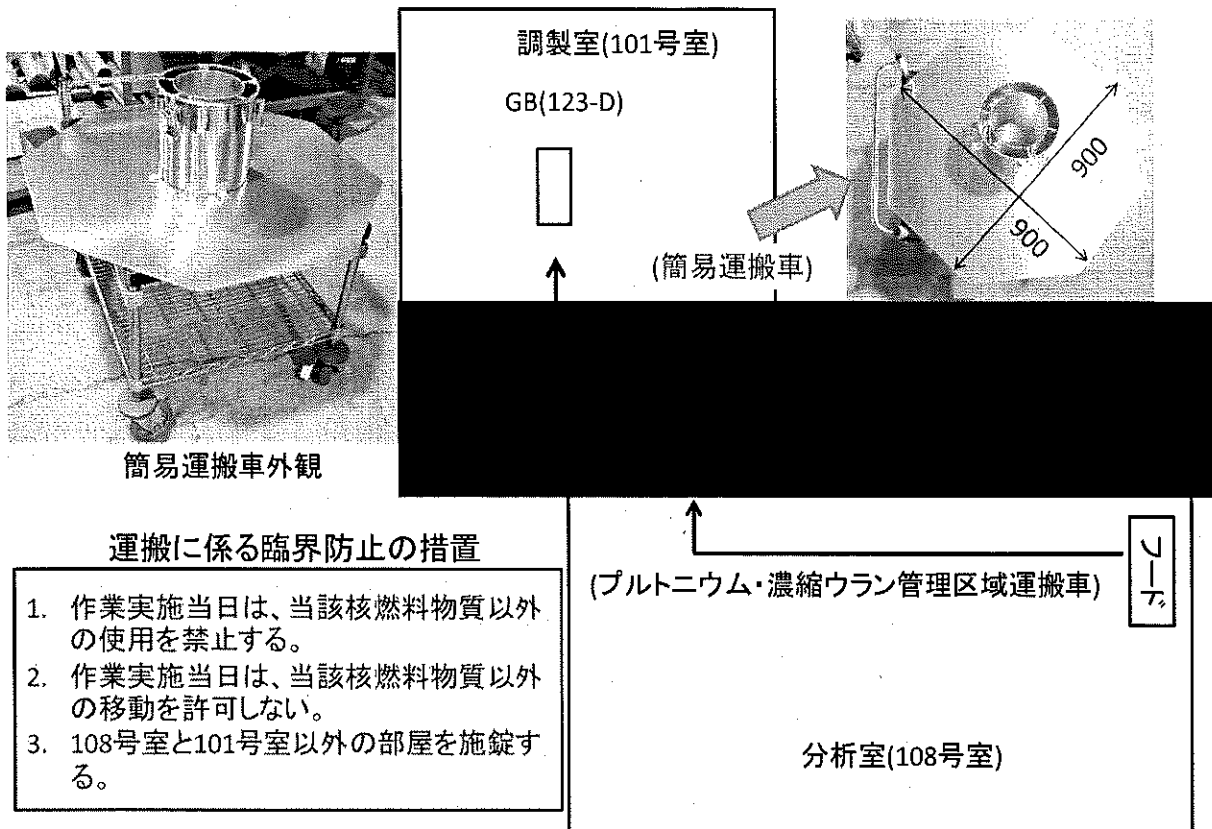 調製室(101号室)
GB(123-D)
(簡易運搬車)
900
900
簡易運搬車外観
運搬に係る臨界防止の措置
1. 作業実施当日は、当該核燃料物質以外
の使用を禁止する。
2. 作業実施当日は、当該核燃料物質以外
の移動を許可しない。
3. 108号室と101号室以外の部屋を施錠す
る。
(プルトニウム・濃縮ウラン管理区域運搬車)
フード
分析室(108号室)